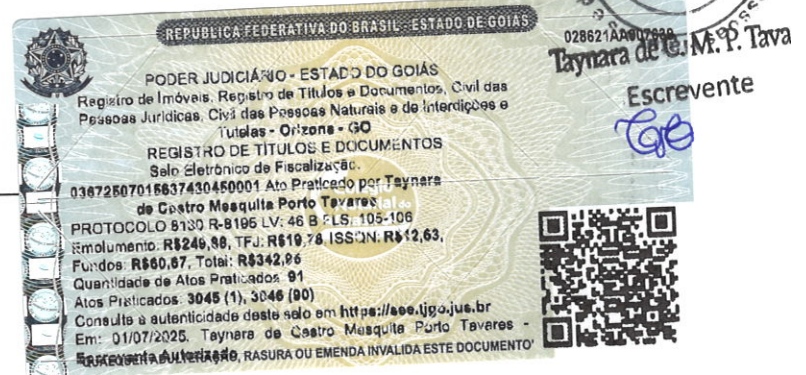 REPUBLICA FEDERATIVA DO BRASIL - ESTADO DE GOIÁS
PODER JUDICIÁRIO - ESTADO DO GOIÁS
Registro de Imóveis, Registro de Títulos e Documentos, Civil das
Pessoas Jurídicas, Civil das Pessoas Naturais e de Interdições e
Tutelas - Orizona - GO
REGISTRO DE TÍTULOS E DOCUMENTOS
Selo Eletrônico de Fiscalização.
03672507015637430450001 Ato Praticado por Taynara
de Castro Mesquita Porto Tavares
PROTOCOLO 8130 R-8195 LV: 46 B FLS. 105-106
Emolumento: R$249,88, TFJ: R$19,78 ISSQN: R$12,63,
Fundos: R$60,67, Total: R$342,96
Quantidade de Atos Praticados: 91
Atos Praticados: 3045 (1), 3046 (90)
Consulte a autenticidade deste selo em https://see.tjgo.jus.br
Em: 01/07/2025. Taynara de Castro Mesquita Porto Tavares -
Escrevente Autorizado
QUALQUER ADULTERAÇÃO, RASURA OU EMENDA INVALIDA ESTE DOCUMENTO'
Taynara de C. M. P. Tava
Escrevente